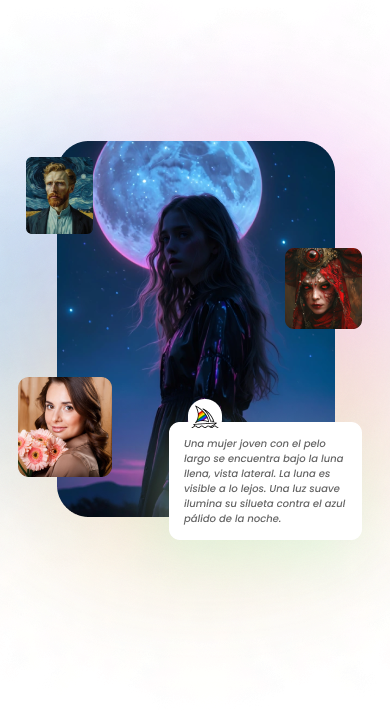 Una mujer joven con el pelo
largo se encuentra bajo la luna
llena, vista lateral. La luna es
visible a lo lejos. Una luz suave
ilumina su silueta contra el azul
pálido de la noche.